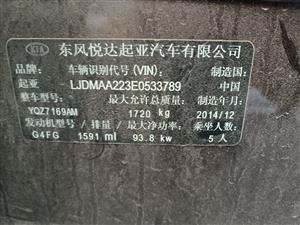 KIA 东风悦达起亚汽车有限公司
品牌: 车辆识别代号(VIN): 制造国:
起亚 LJDMAA223E0533789 中国
整车型号: 最大允许总质量: 制造年月:
YQZ7169AM 1720 kg 2014/12
发动机型号/排量/最大净功率: 乘坐人数:
G4FG 1591 ml 93.8 kw 5人